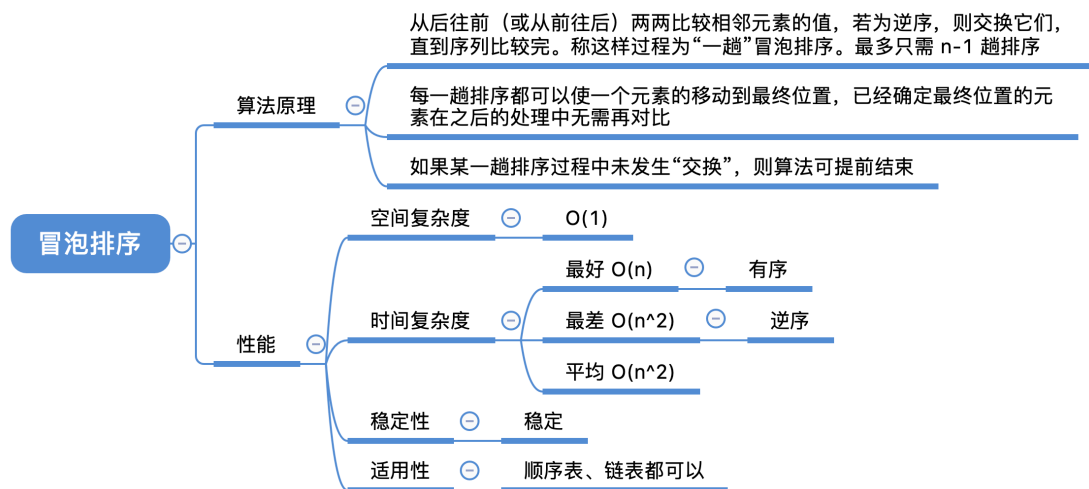 冒泡排序
算法原理
从后往前（或从前往后）两两比较相邻元素的值，若为逆序，则交换它们，
直到序列比较完。称这样过程为“一趟”冒泡排序。最多只需 n-1 趟排序
每一趟排序都可以使一个元素的移动到最终位置，已经确定最终位置的元
素在之后的处理中无需再对比
如果某一趟排序过程中未发生“交换”，则算法可提前结束
性能
空间复杂度
O(1)
时间复杂度
最好 O(n)
有序
最差 O(n^2)
逆序
平均 O(n^2)
稳定性
稳定
适用性
顺序表、链表都可以